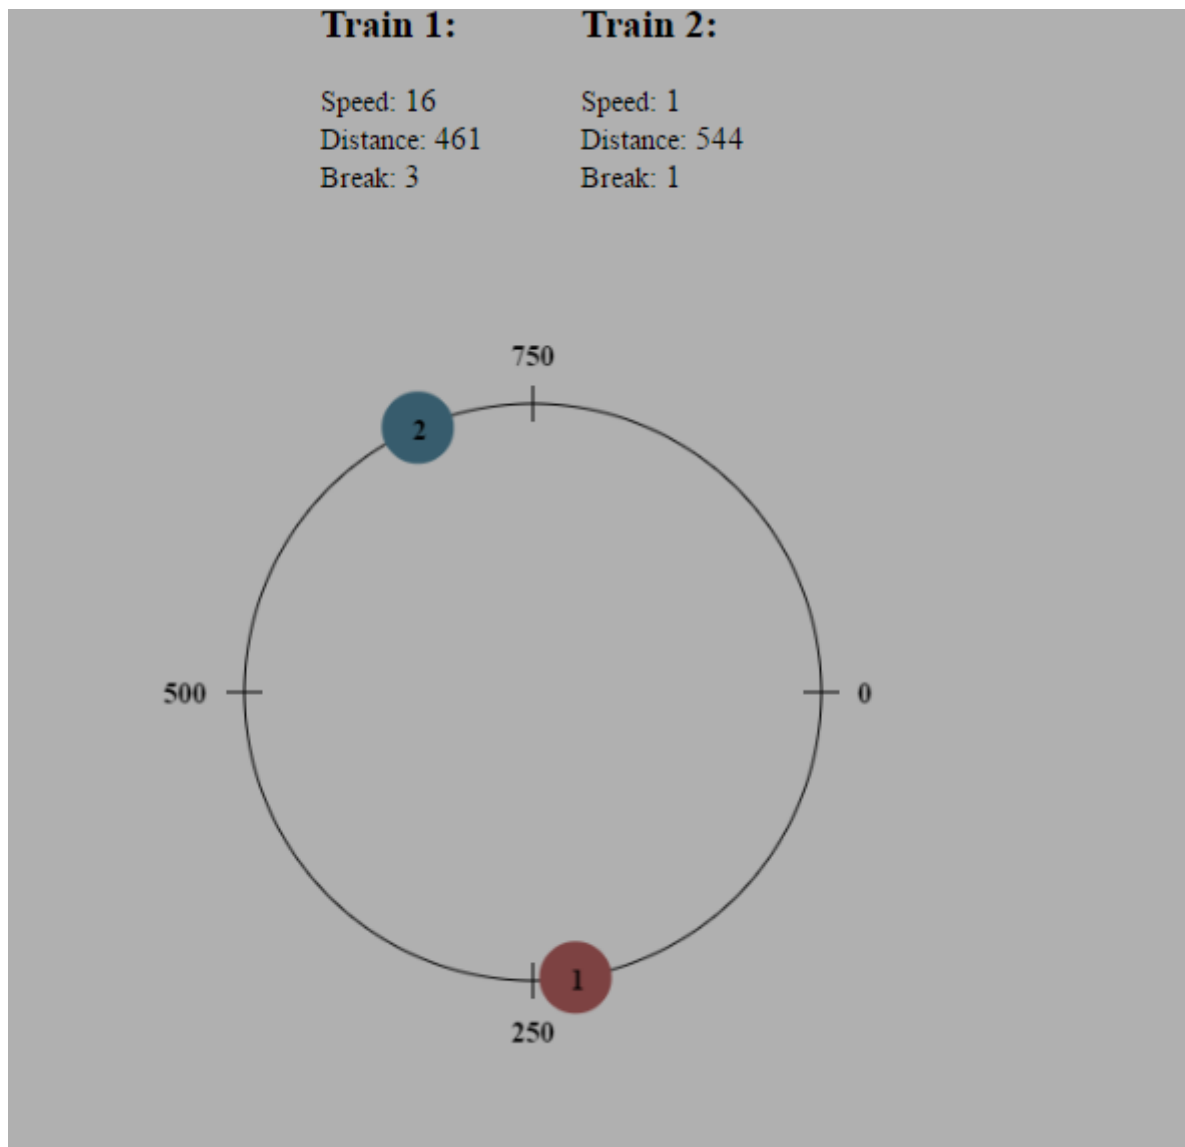 Train 1:
Speed: 16
Distance: 461
Break: 3
Train 2:
Speed: 1
Distance: 544
Break: 1
750
2
500
0
1
250